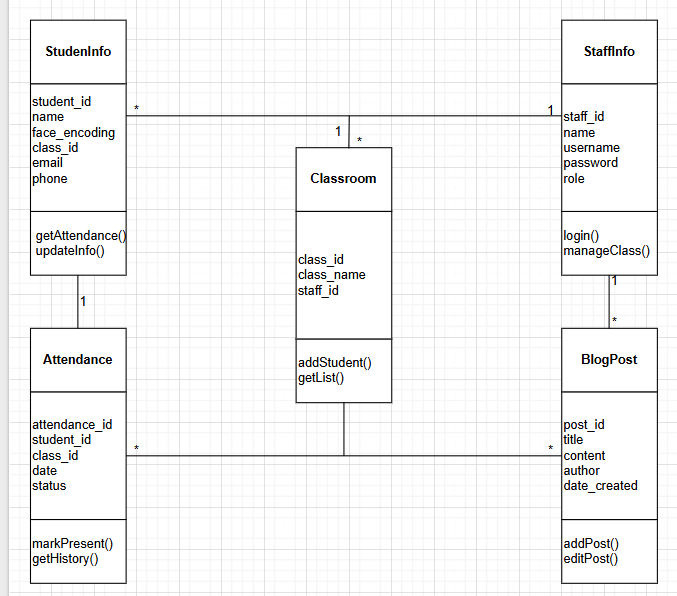 StudenInfo
student_id
name
face_encoding
class_id
email
phone
getAttendance()
updateInfo()
*
1
1
*
StaffInfo
staff_id
name
username
password
role
login()
manageClass()
Classroom
class_id
class_name
staff_id
addStudent()
getList()
1
1
*
Attendance
attendance_id
student_id
class_id
date
status
markPresent()
getHistory()
*
*
BlogPost
post_id
title
content
author
date_created
addPost()
editPost()